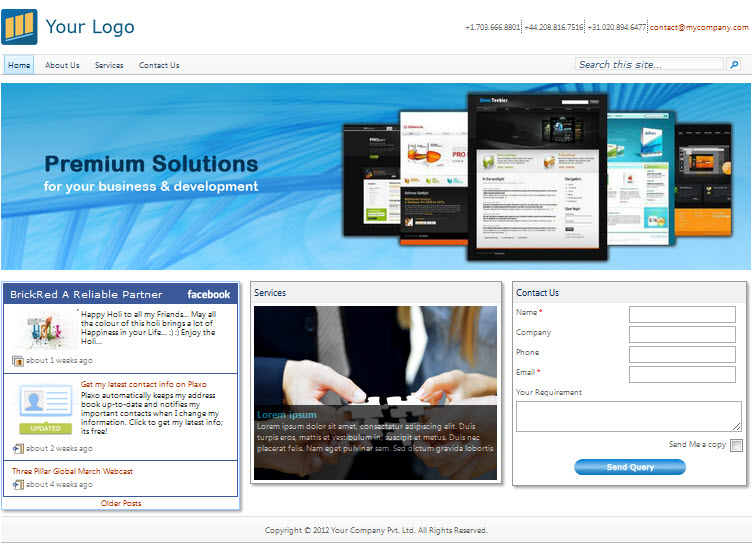 Your Logo
+1.703.666.8801 +44.208.816.7516 +31.020.894.6477 contact@mycompany.com
Home About Us Services Contact Us Search this site...
Premium Solutions
for your business & development
BrickRed A Reliable Partner facebook
Happy Holi to all my Friends... May all
the colour of this holi brings a lot of
Happiness in your Life... :) :) Enjoy the
Holi...
about 1 weeks ago
Get my latest contact info on Plaxo
Plaxo automatically keeps my address
book up-to-date and notifies my
important contacts when I change my
information. Click to get my latest info;
its free!
UPDATED
about 2 weeks ago
Three Pillar Global March Webcast
about 4 weeks ago
Older Posts
Services
Lorem ipsum
Lorem ipsum dolor sit amet, consectetur adipiscing elit. Duis
turpis eros, mattis et vestibulum in, suscipit et metus. Duis nec
placerat felis. Nam eget pulvinar sem. Sed dictum gravida lobortis
Contact Us
Name *
Company
Phone
Email *
Your Requirement
Send Me a copy
Send Query
Copyright © 2012 Your Company Pvt. Ltd. All Rights Reserved.